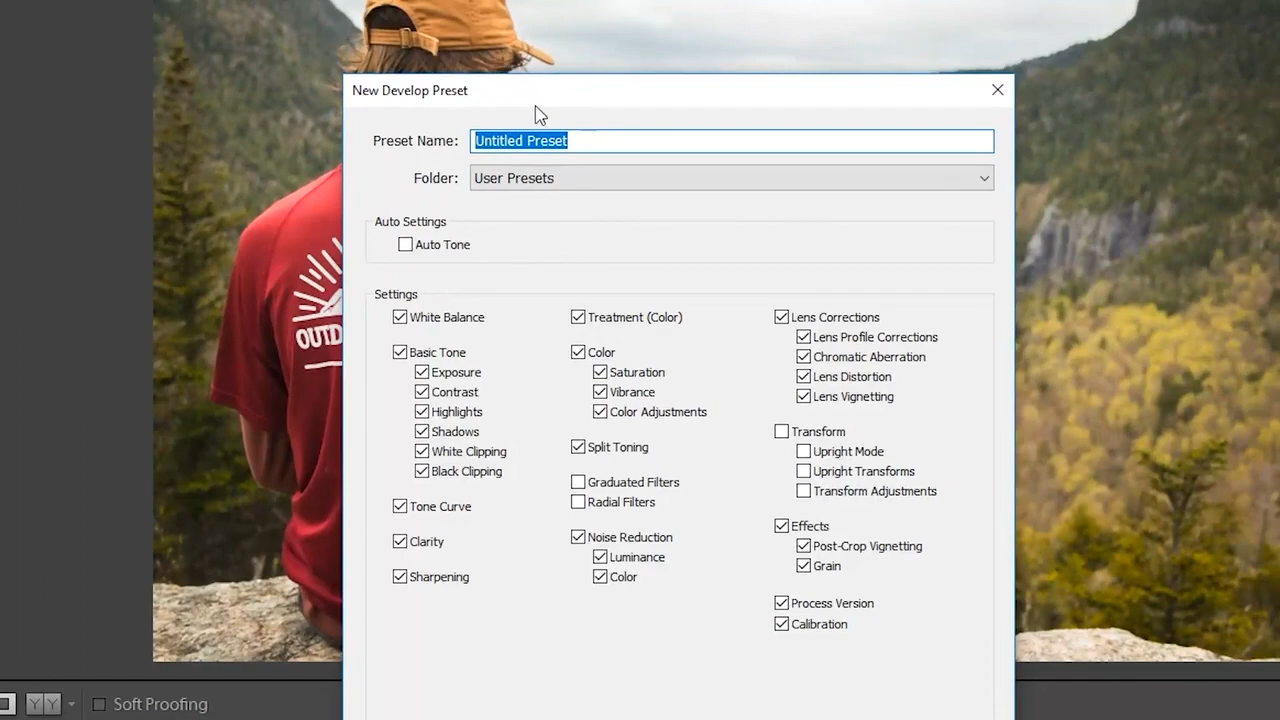 New Develop Preset
Preset Name: Untitled Preset
Folder: User Presets
Auto Settings
Auto Tone
Settings
White Balance
Basic Tone
Exposure
Contrast
Highlights
Shadows
White Clipping
Black Clipping
Tone Curve
Clarity
Sharpening
Treatment (Color)
Color
Saturation
Vibrance
Color Adjustments
Split Toning
Graduated Filters
Radial Filters
Noise Reduction
Luminance
Color
Lens Corrections
Lens Profile Corrections
Chromatic Aberration
Lens Distortion
Lens Vignetting
Transform
Upright Mode
Upright Transforms
Transform Adjustments
Effects
Post-Crop Vignetting
Grain
Process Version
Calibration
OUTD
YY
Soft Proofing